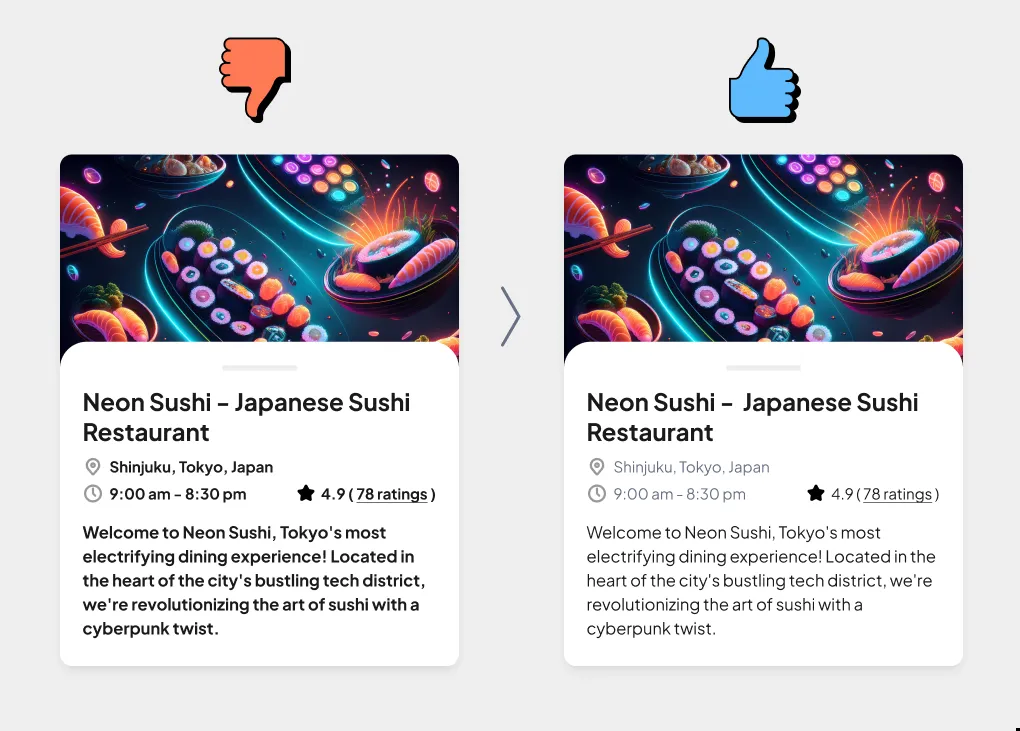 Neon Sushi – Japanese Sushi
Restaurant
Shinjuku, Tokyo, Japan
9:00 am - 8:30 pm
4.9 ( 78 ratings )
Welcome to Neon Sushi, Tokyo's most
electrifying dining experience! Located in
the heart of the city's bustling tech district,
we're revolutionizing the art of sushi with a
cyberpunk twist.
Neon Sushi – Japanese Sushi
Restaurant
Shinjuku, Tokyo, Japan
9:00 am - 8:30 pm
4.9 ( 78 ratings )
Welcome to Neon Sushi, Tokyo's most
electrifying dining experience! Located in the
heart of the city's bustling tech district, we're
revolutionizing the art of sushi with a
cyberpunk twist.